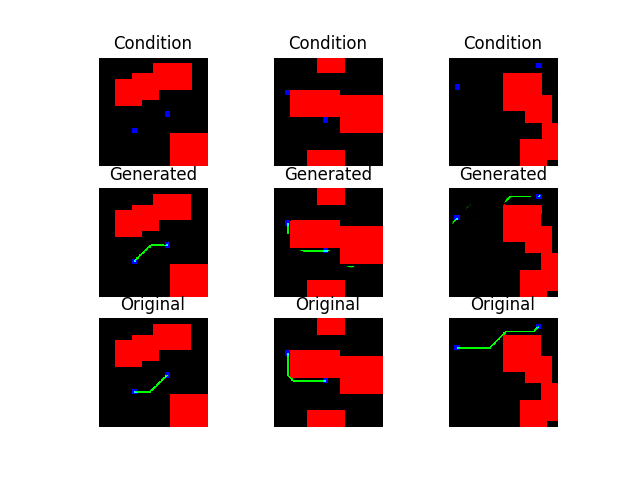 Condition Condition Condition
Generated Generated Generated
Original Original Original